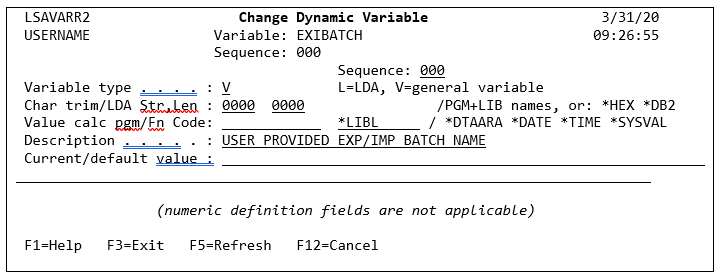 LSAVARR2 Change Dynamic Variable 3/31/20
USERNAME Variable: EXIBATCH 09:26:55
Sequence: 000
Sequence: 000
Variable type . . . . : V L=LDA, V=general variable
Char trim/LDA Str,Len : 0000 0000 /PGM+LIB names, or: *HEX *DB2
Value calc pgm/Fn Code: *LIBL / *DTAARA *DATE *TIME *SYSVAL
Description . . . . . : USER PROVIDED EXP/IMP BATCH NAME
Current/default value :
(numeric definition fields are not applicable)
F1=Help F3=Exit F5=Refresh F12=Cancel